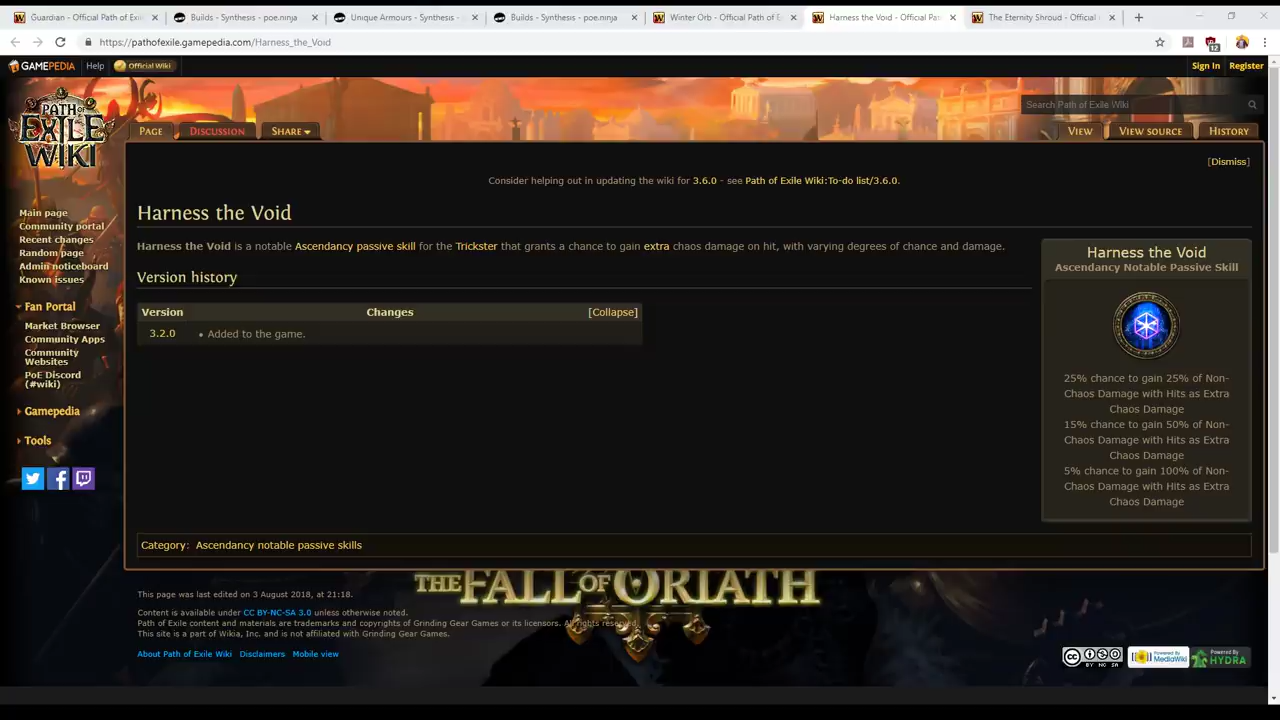 Guardian - Official Path of Exile
Builds - Synthesis - poe.ninja
Unique Armours - Synthesis - poe
Builds - Synthesis - poe.ninja
Winter Orb - Official Path of E
Harness the Void - Official Pat
The Eternity Shroud - Official
https://pathofexile.gamepedia.com/Harness_the_Void
12
GAMEPEDIA
Help
Official Wiki
Sign In
Register
PATH OF EXILE WIKI
Search Path of Exile Wiki
PAGE
DISCUSSION
SHARE
VIEW
VIEW SOURCE
HISTORY
[Dismiss]
Consider helping out in updating the wiki for 3.6.0 - see Path of Exile Wiki:To-do list/3.6.0.
Main page
Community portal
Recent changes
Random page
Admin noticeboard
Known issues
Fan Portal
Market Browser
Community Apps
Community
Websites
PoE Discord
(#wiki)
Gamepedia
Tools
Harness the Void
Harness the Void is a notable Ascendancy passive skill for the Trickster that grants a chance to gain extra chaos damage on hit, with varying degrees of chance and damage.
Version history
Version Changes [Collapse]
3.2.0 • Added to the game.
Harness the Void
Ascendancy Notable Passive Skill
25% chance to gain 25% of Non-
Chaos Damage with Hits as Extra
Chaos Damage
15% chance to gain 50% of Non-
Chaos Damage with Hits as Extra
Chaos Damage
5% chance to gain 100% of Non-
Chaos Damage with Hits as Extra
Chaos Damage
Category: Ascendancy notable passive skills
THE FALL OF ORIATH
This page was last edited on 3 August 2018, at 21:18.
Content is available under CC BY-NC-SA 3.0 unless otherwise noted.
Path of Exile content and materials are trademarks and copyrights of Grinding Gear Games or its licensors. All rights reserved.
This site is a part of Wikia, Inc. and is not affiliated with Grinding Gear Games.
About Path of Exile Wiki Disclaimers Mobile view
BY NC SA
Powered By
MediaWiki
Powered By
HYDRA